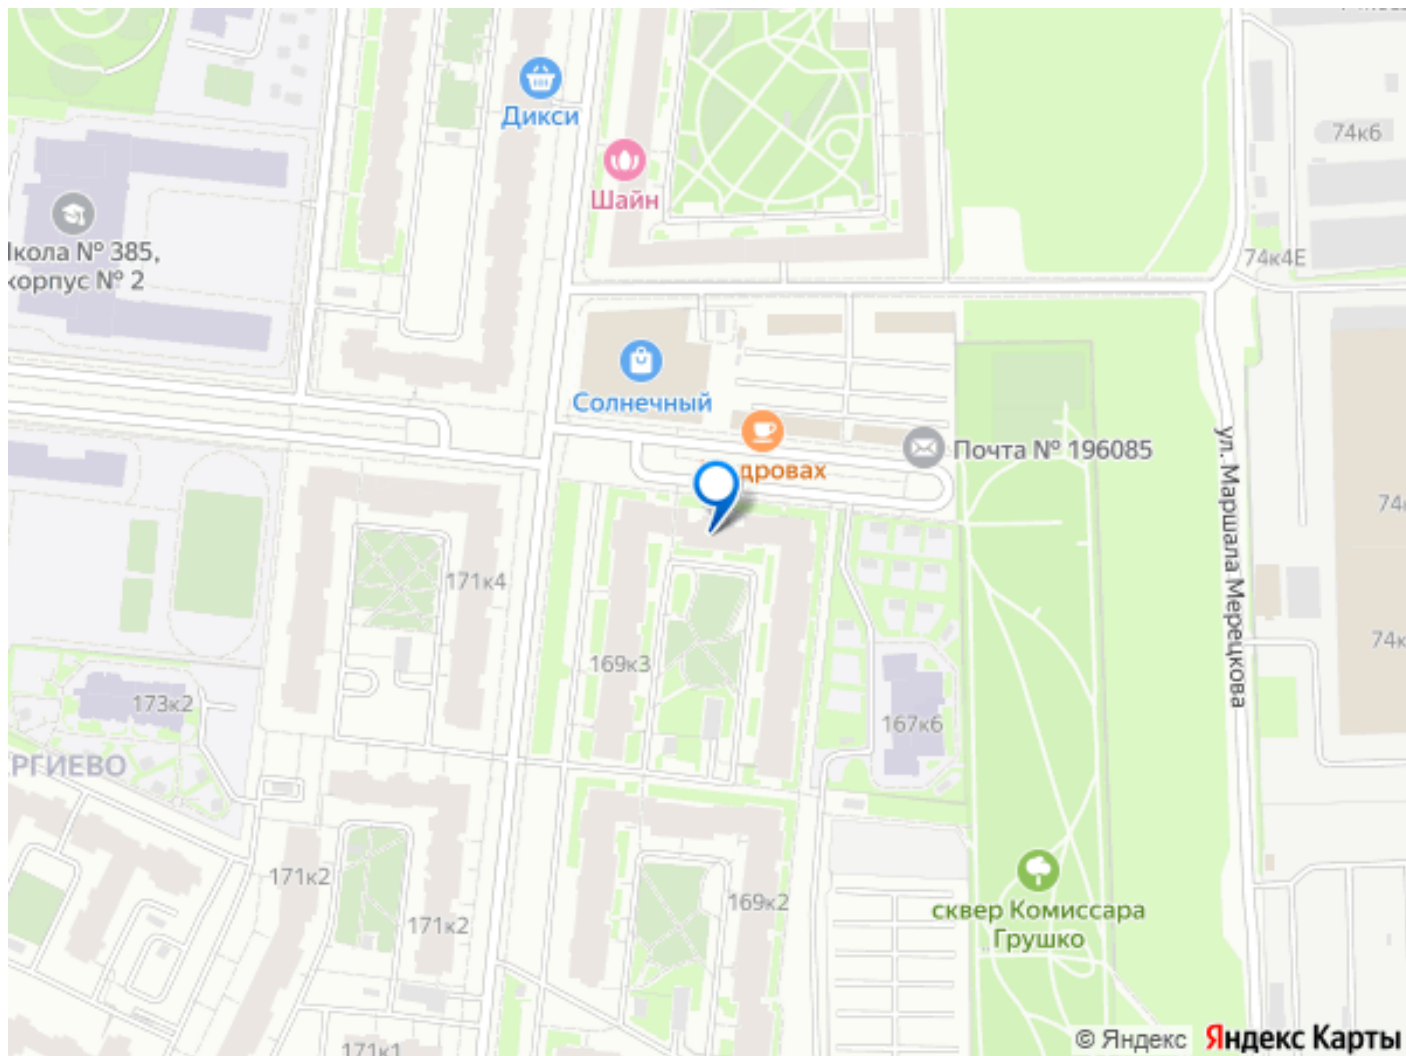 Дикси
74к6
Шайн
Школа № 385,
корпус № 2
74к4Е
Солнечный
дровах
Почта № 196085
ул. Маршала Мерецкова
171к4
169к3
173к2
167к6
РГИЕВО
171к2
171к2
169к2
сквер Комиссара
Грушко
171к1
© Яндекс Яндекс Карты